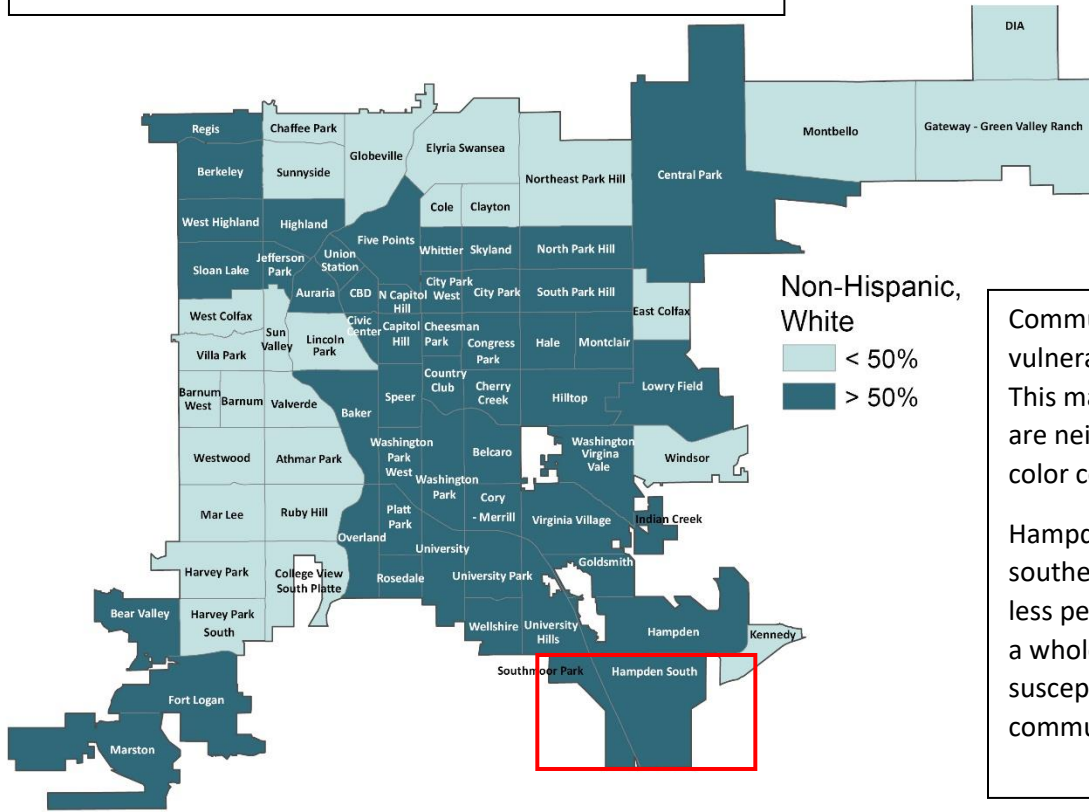 DIA
Regis
Chaffee Park
Globeville
Elyria Swansea
Montbello
Gateway - Green Valley Ranch
Berkeley
Sunnyside
Northeast Park Hill
Central Park
Cole
Clayton
West Highland
Highland
Five Points
Whittier
Skyland
North Park Hill
Sloan Lake
Jefferson
Park
Union
Station
Auraria
CBD
N Capitol
Hill
City Park
West
City Park
South Park Hill
East Colfax
West Colfax
Sun
Valley
Lincoln
Park
Civic
Center
Capitol
Hill
Cheesman
Park
Congress
Park
Hale
Montclair
Villa Park
Country
Club
Cherry
Creek
Hilltop
Lowry Field
Barnum
West
Barnum
Valverde
Baker
Speer
Westwood
Athmar Park
Washington
Park
West
Washington
Park
Belcaro
Washington
Virgina
Vale
Windsor
Mar Lee
Ruby Hill
Overland
Platt
Park
Cory
- Merrill
Virginia Village
Indian Creek
University
Goldsmith
Harvey Park
College View
South Platte
Rosedale
University Park
Bear Valley
Harvey Park
South
Wellshire
University
Hills
Hampden
Kennedy
Southmoor Park
Hampden South
Fort Logan
Marston
Non-Hispanic,
White
< 50%
> 50%
Commu
vulnera
This ma
are nei
color c
Hampd
southe
less pe
a whol
suscep
commu